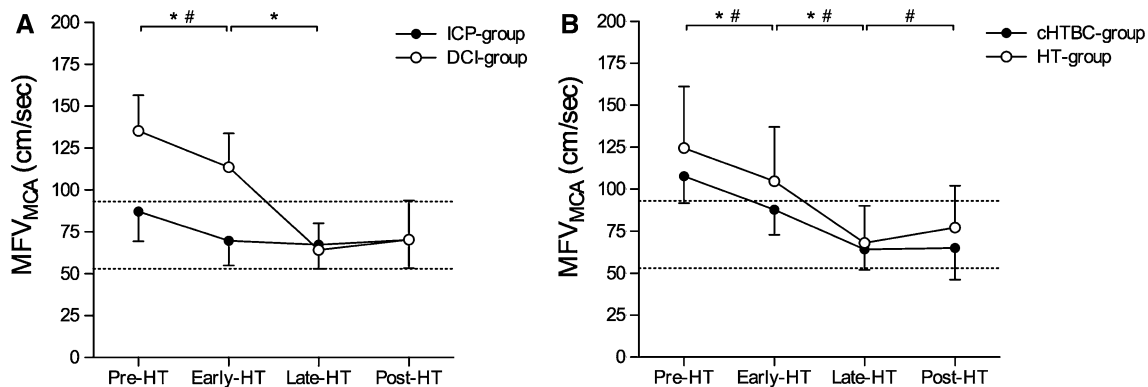 A
* #
*
ICP-group
DCI-group
MFVMCA (cm/sec)
200
175
150
125
100
75
50
25
0
Pre-HT Early-HT Late-HT Post-HT
B
* #
* #
#
cHTBC-group
HT-group
MFVMCA (cm/sec)
200
175
150
125
100
75
50
25
0
Pre-HT Early-HT Late-HT Post-HT